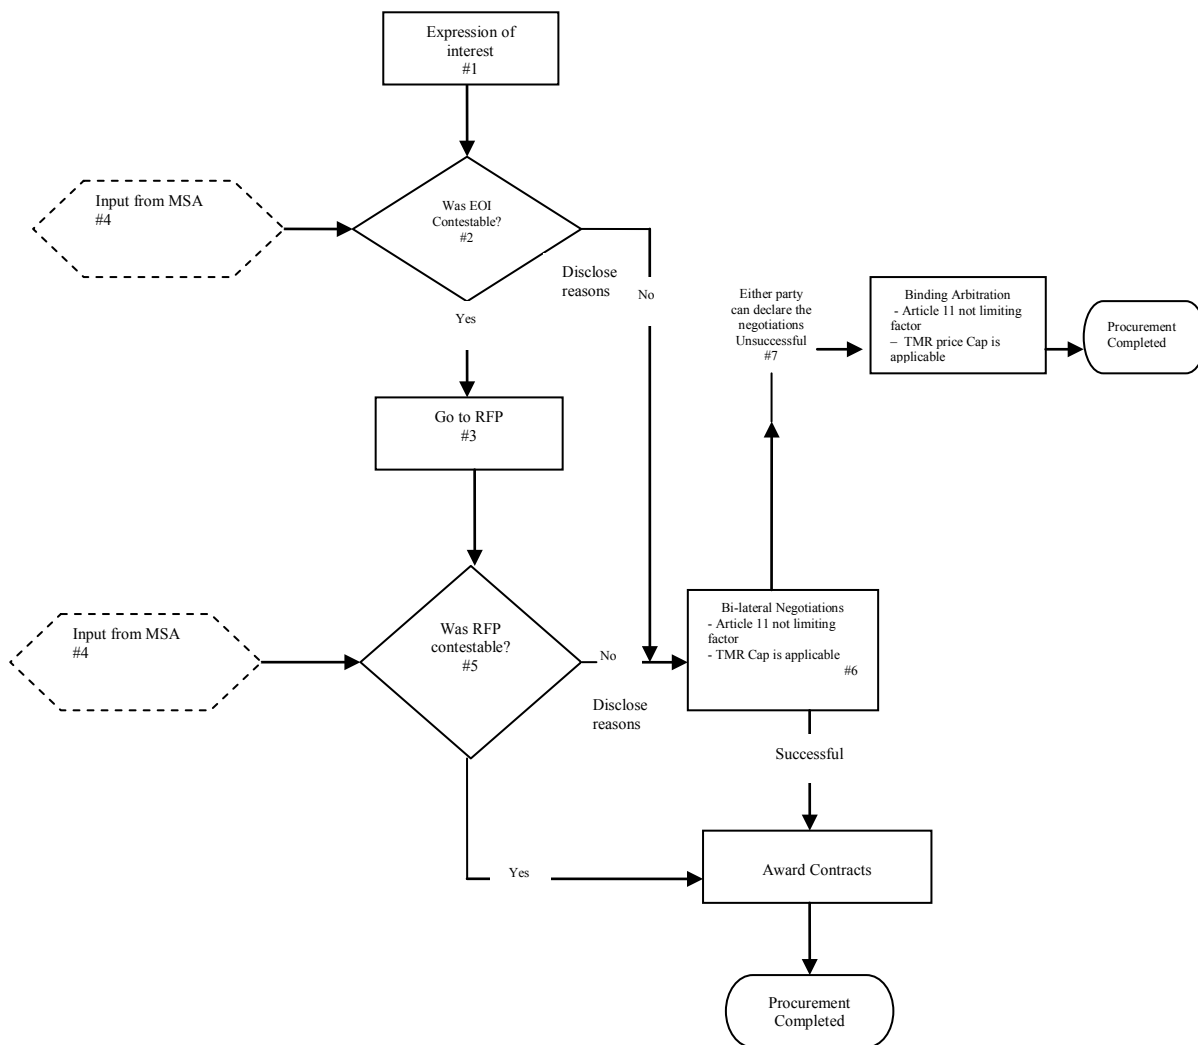 Expression of
interest
#1
Input from MSA
#4
Was EOI
Contestable?
#2
Disclose
reasons
No
Yes
Either party
can declare the
negotiations
Unsuccessful
#7
Binding Arbitration
- Article 11 not limiting
factor
– TMR price Cap is
applicable
Procurement
Completed
Go to RFP
#3
Input from MSA
#4
Was RFP
contestable?
#5
No
Disclose
reasons
Bi-lateral Negotiations
- Article 11 not limiting
factor
- TMR Cap is applicable
#6
Successful
Yes
Award Contracts
Procurement
Completed